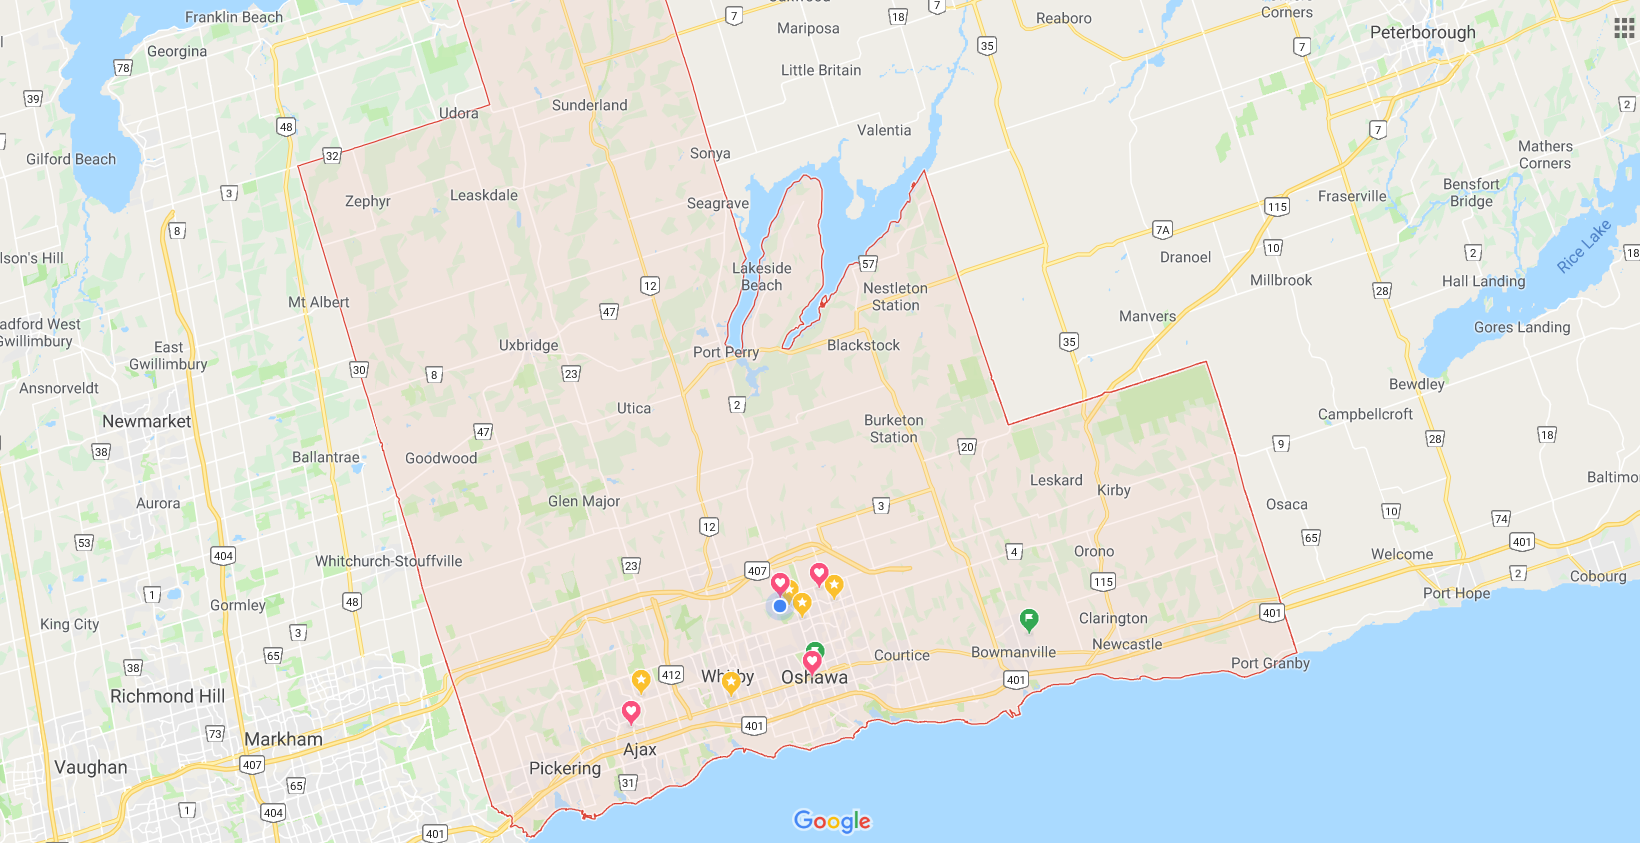 Franklin Beach
7
18
7
Mariposa
Reaboro
Corners
Peterborough
Georgina
78
35
7
Little Britain
39
Udora
Sunderland
48
Valentia
7
2
Gilford Beach
32
Sonya
Mathers
Corners
3
Zephyr
Leaskdale
Seagrave
Fraserville
Bensfort
Bridge
115
8
7A
10
Rice Lake
18
lson's Hill
Lakeside
Beach
57
Dranoel
2
Millbrook
Hall Landing
Mt Albert
12
Nestleton
Station
28
47
Manvers
adford West
Gwillimbury
Gores Landing
East
Gwillimbury
Uxbridge
Port Perry
Blackstock
35
30
8
23
Ansnorveldt
Bewdley
Newmarket
2
Utica
Campbellcroft
47
Burketon
Station
20
9
28
18
38
Ballantrae
Goodwood
Leskard
Kirby
Baltimo
Aurora
Glen Major
3
Osaca
10
74
53
12
65
401
404
Whitchurch-Stouffville
23
407
4
Orono
Welcome
2
Cobourg
1
48
115
Port Hope
Gormley
King City
3
401
Clarington
65
Newcastle
38
Courtice
Bowmanville
Port Granby
Richmond Hill
412
Whitby
Oshawa
401
73
401
Markham
Ajax
407
Vaughan
Pickering
65
31
1
404
401
Google